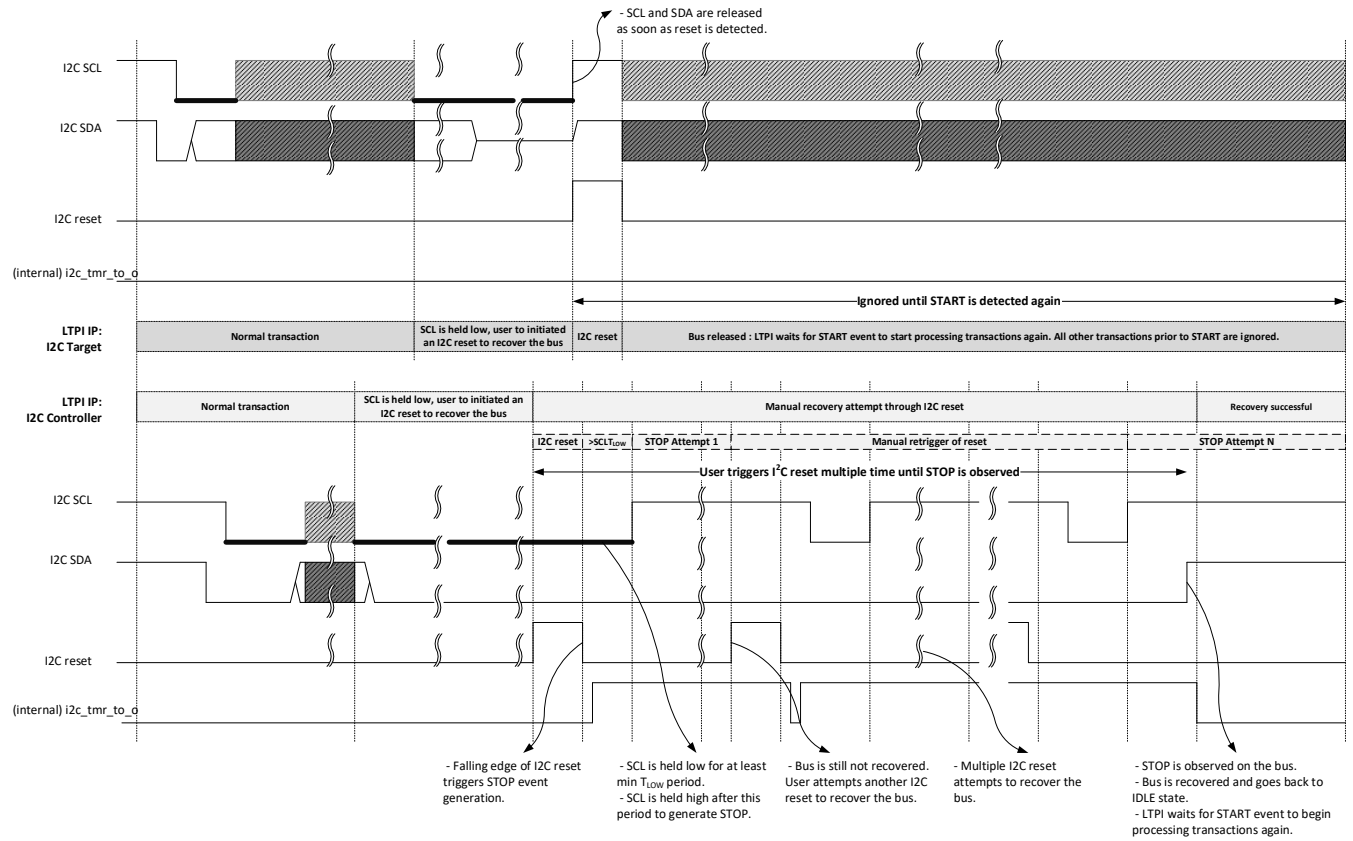 - SCL and SDA are released
as soon as reset is detected.
I2C SCL
I2C SDA
I2C reset
(internal) i2c_tmr_to_o
Ignored until START is detected again
LTPI IP:
I2C Target
Normal transaction
SCL is held low, user to initiated
an I2C reset to recover the bus
I2C reset
Bus released : LTPI waits for START event to start processing transactions again. All other transactions prior to START are ignored.
LTPI IP:
I2C Controller
Normal transaction
SCL is held low, user to initiated an
I2C reset to recover the bus
Manual recovery attempt through I2C reset
Recovery successful
I2C reset
>SCLTLOW
STOP Attempt 1
Manual retrigger of reset
STOP Attempt N
User triggers I²C reset multiple time until STOP is observed
I2C SCL
I2C SDA
I2C reset
(internal) i2c_tmr_to_o
- Falling edge of I2C reset
triggers STOP event
generation.
- SCL is held low for at least
min TLOW period.
- SCL is held high after this
period to generate STOP.
- Bus is still not recovered.
User attempts another I2C
reset to recover the bus.
- Multiple I2C reset
attempts to recover the
bus.
- STOP is observed on the bus.
- Bus is recovered and goes back to
IDLE state.
- LTPI waits for START event to begin
processing transactions again.